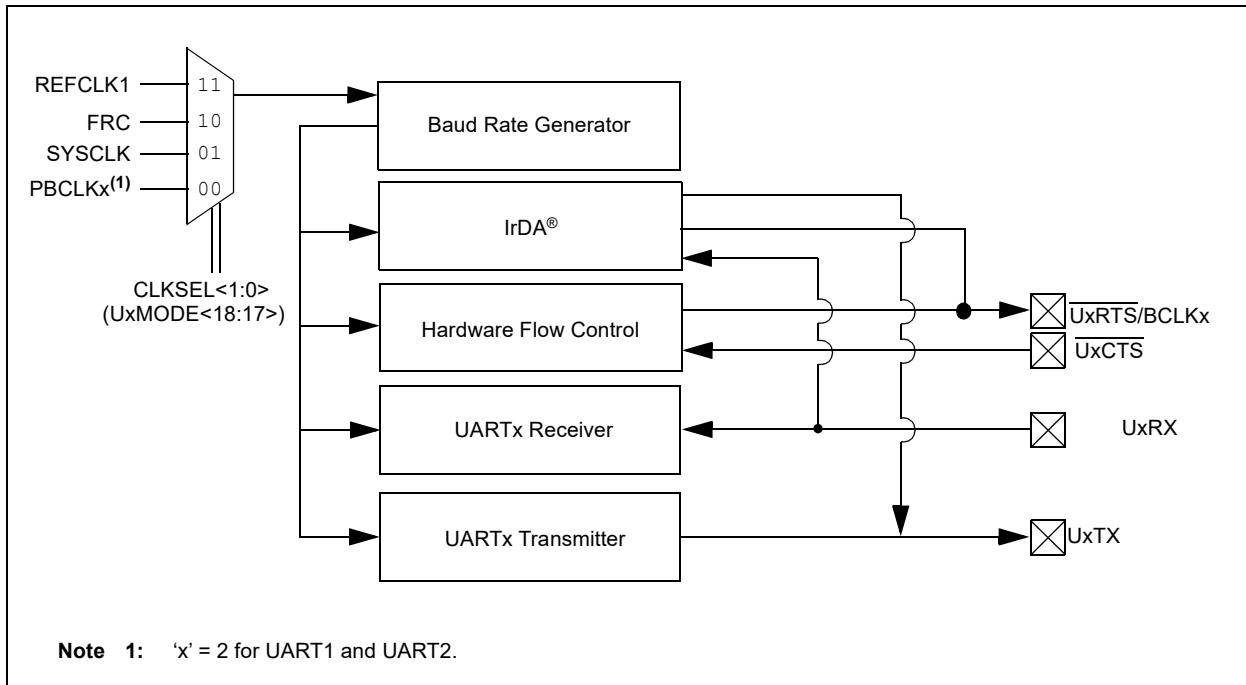 REFCLK1
11
FRC
10
SYSCLK
01
PBCLKx(1)
00
CLKSEL<1:0>
(UxMODE<18:17>)
Baud Rate Generator
IrDA®
Hardware Flow Control
UARTx Receiver
UARTx Transmitter
UxRTS/BCLKx
UxCTS
UxRX
UxTX
Note 1: ‘x’ = 2 for UART1 and UART2.